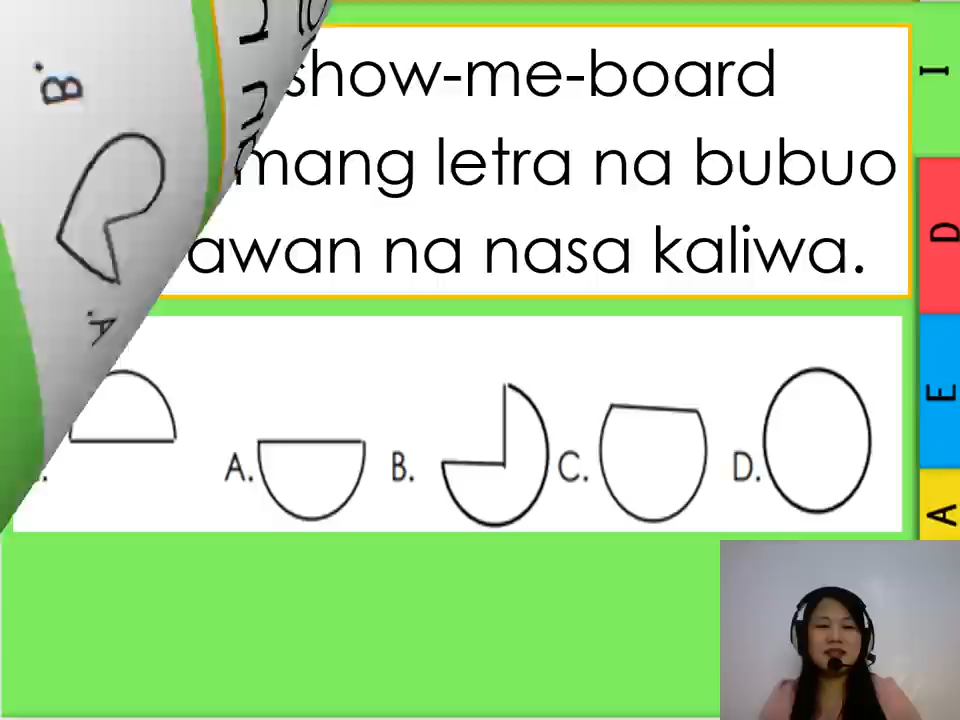 show-me-board
mang letra na bubuo
awan na nasa kaliwa.
B.
A.
A. B. C. D.
I
D
E
A